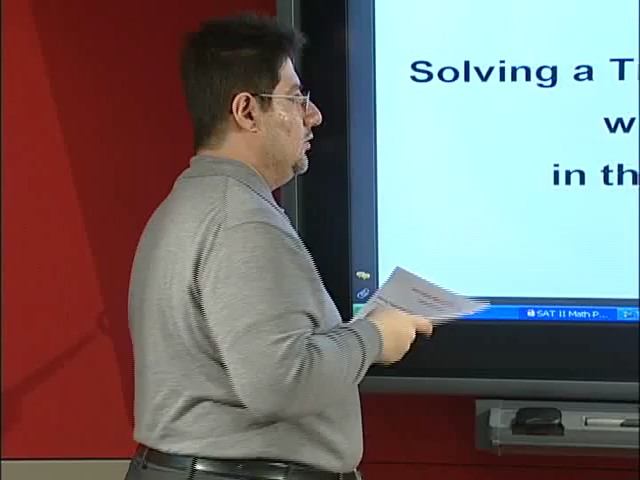 Solving a T
w
in th
SAT II Math P...